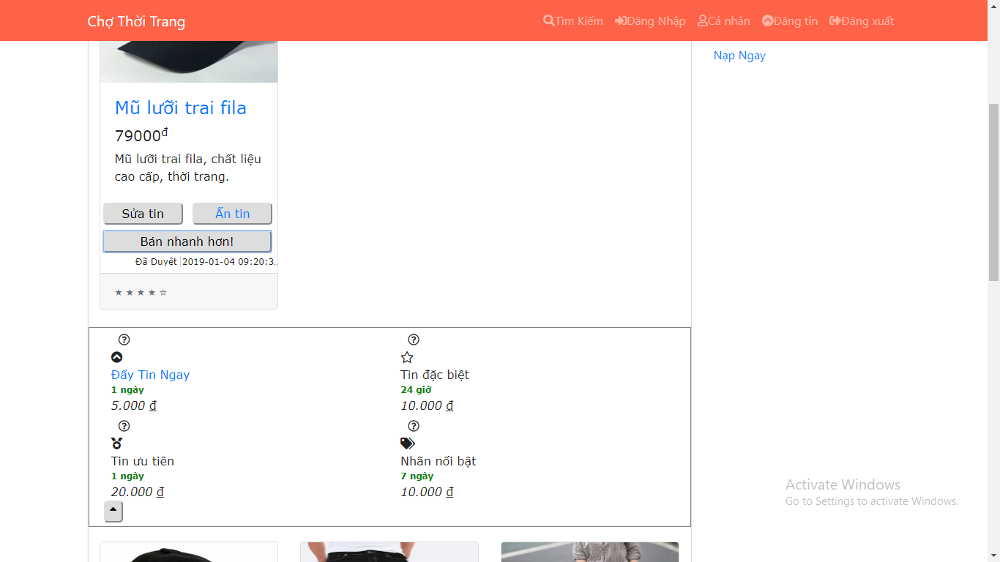 Chợ Thời Trang
Tìm Kiếm Đăng Nhập Cá nhân Đăng tin Đăng xuất
Nạp Ngay
Mũ lưỡi trai fila
79000đ
Mũ lưỡi trai fila, chất liệu
cao cấp, thời trang.
Sửa tin Ẩn tin
Bán nhanh hơn!
Đã Duyệt 2019-01-04 09:20:3..
★ ★ ★ ★ ☆
Đẩy Tin Ngay
1 ngày
5.000 đ
Tin đặc biệt
24 giờ
10.000 đ
Tin ưu tiên
1 ngày
20.000 đ
Nhãn nổi bật
7 ngày
10.000 đ
Activate Windows
Go to Settings to activate Windows.